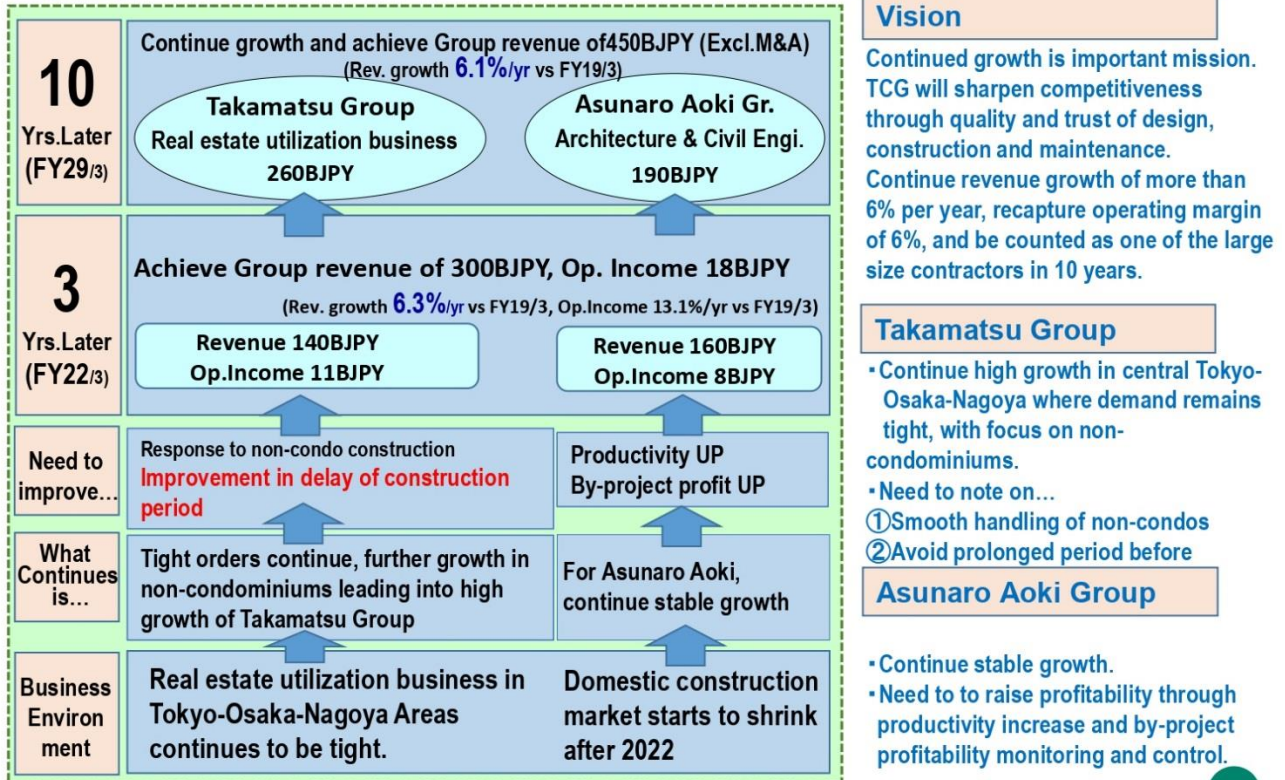 10
Yrs.Later
(FY29/3)
Continue growth and achieve Group revenue of450BJPY (Excl.M&A)
(Rev. growth 6.1%/yr vs FY19/3)
Takamatsu Group
Real estate utilization business
260BJPY
Asunaro Aoki Gr.
Architecture & Civil Engi.
190BJPY
3
Yrs.Later
(FY22/3)
Achieve Group revenue of 300BJPY, Op. Income 18BJPY
(Rev. growth 6.3%/yr vs FY19/3, Op.Income 13.1%/yr vs FY19/3)
Revenue 140BJPY
Op.Income 11BJPY
Revenue 160BJPY
Op.Income 8BJPY
Need to
improve…
Response to non-condo construction
Improvement in delay of construction
period
Productivity UP
By-project profit UP
What
Continues
is…
Tight orders continue, further growth in
non-condominiums leading into high
growth of Takamatsu Group
For Asunaro Aoki,
continue stable growth
Business
Environ
ment
Real estate utilization business in
Tokyo-Osaka-Nagoya Areas
continues to be tight.
Domestic construction
market starts to shrink
after 2022
Vision
Continued growth is important mission.
TCG will sharpen competitiveness
through quality and trust of design,
construction and maintenance.
Continue revenue growth of more than
6% per year, recapture operating margin
of 6%, and be counted as one of the large
size contractors in 10 years.
Takamatsu Group
・Continue high growth in central Tokyo-
Osaka-Nagoya where demand remains
tight, with focus on non-
condominiums.
・Need to note on…
①Smooth handling of non-condos
②Avoid prolonged period before
Asunaro Aoki Group
・Continue stable growth.
・Need to to raise profitability through
productivity increase and by-project
profitability monitoring and control.